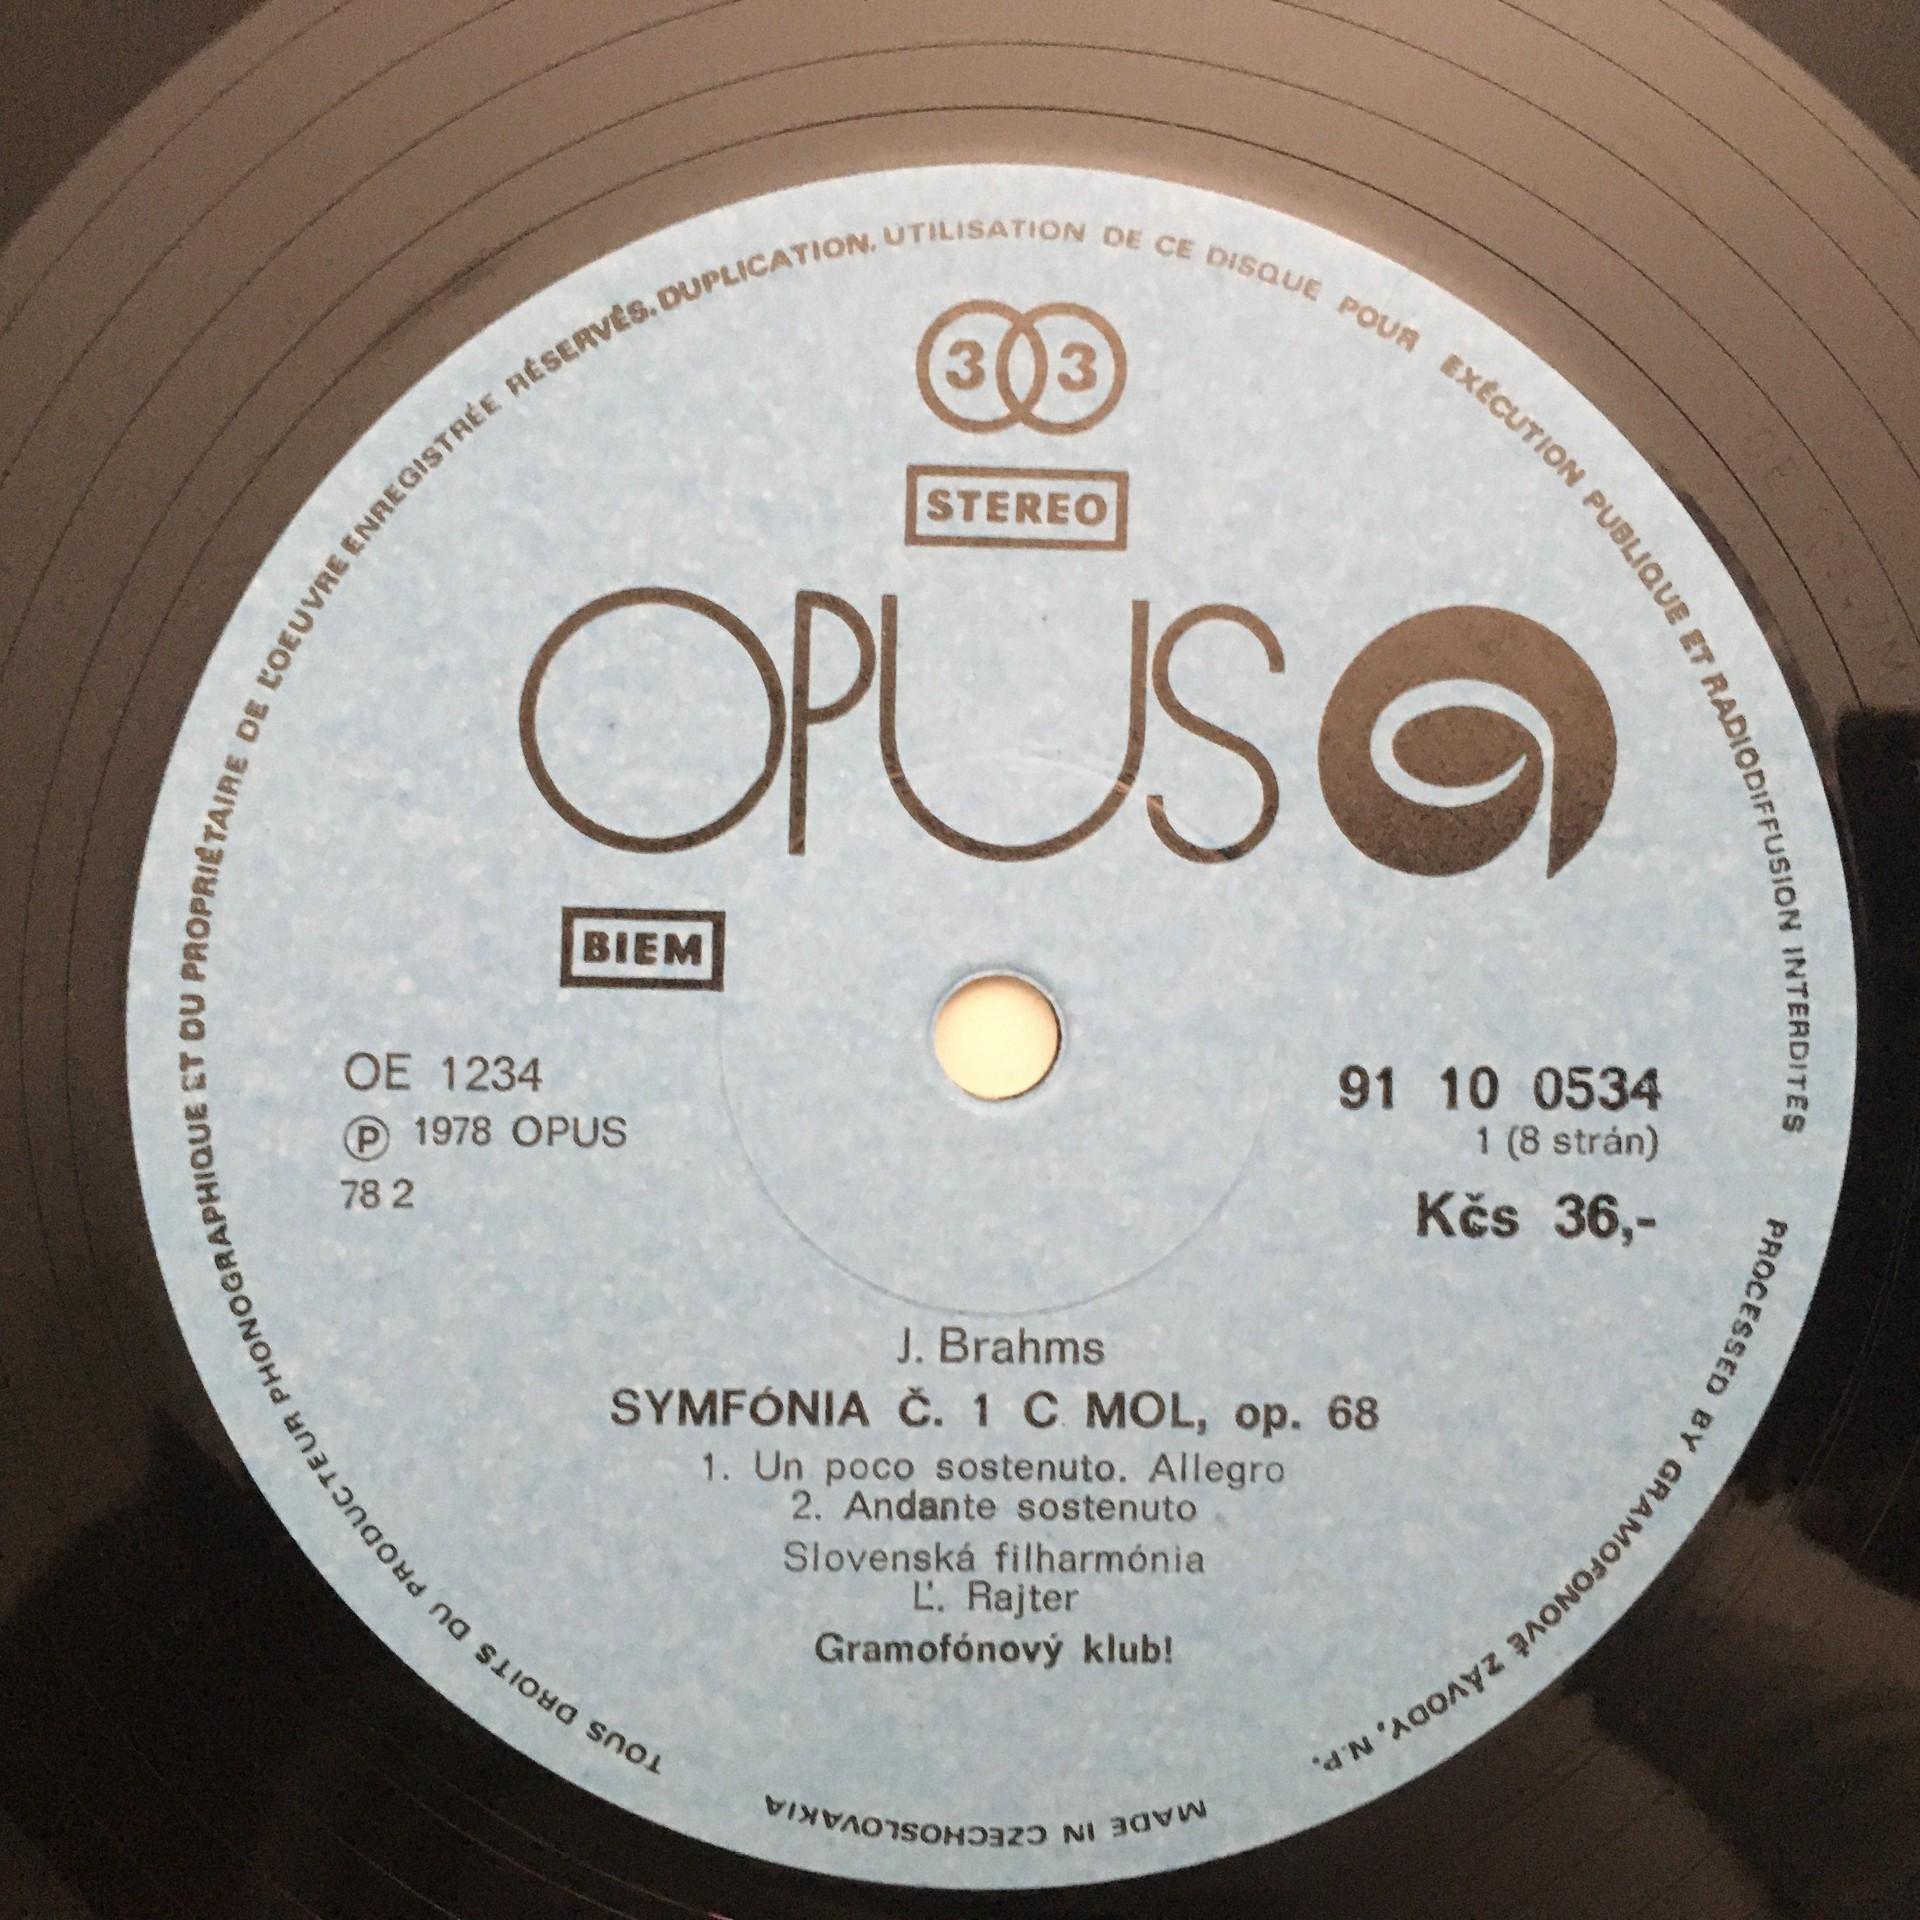 TOUS DROITS DU PRODUCTEUR PHONOGRAPHIQUE ET DU PROPRIÉTAIRE DE L'OEUVRE ENREGISTRÉE RÉSERVÉS. DUPLICATION. UTILISATION DE CE DISQUE POUR EXÉCUTION PUBLIQUE ET RADIODIFFUSION INTERDITES
33
STEREO
OPUS
BIEM
OE 1234
℗ 1978 OPUS
78 2
91 10 0534
1 (8 strán)
Kčs 36,-
J. Brahms
SYMFÓNIA Č. 1 C MOL, op. 68
1. Un poco sostenuto. Allegro
2. Andante sostenuto
Slovenská filharmónia
Ľ. Rajter
Gramofónový klub!
PROCESSED BY GRAMOFONOVÉ ZÁVODY, N.P.
MADE IN CZECHOSLOVAKIA